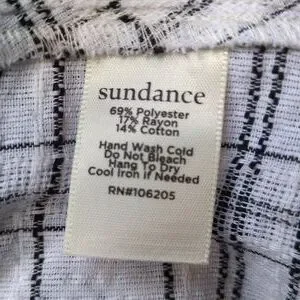 sundance
69% Polyester
17% Rayon
14% Cotton
Hand Wash Cold
Do Not Bleach
Hang To Dry
Cool Iron if Needed
RN#106205